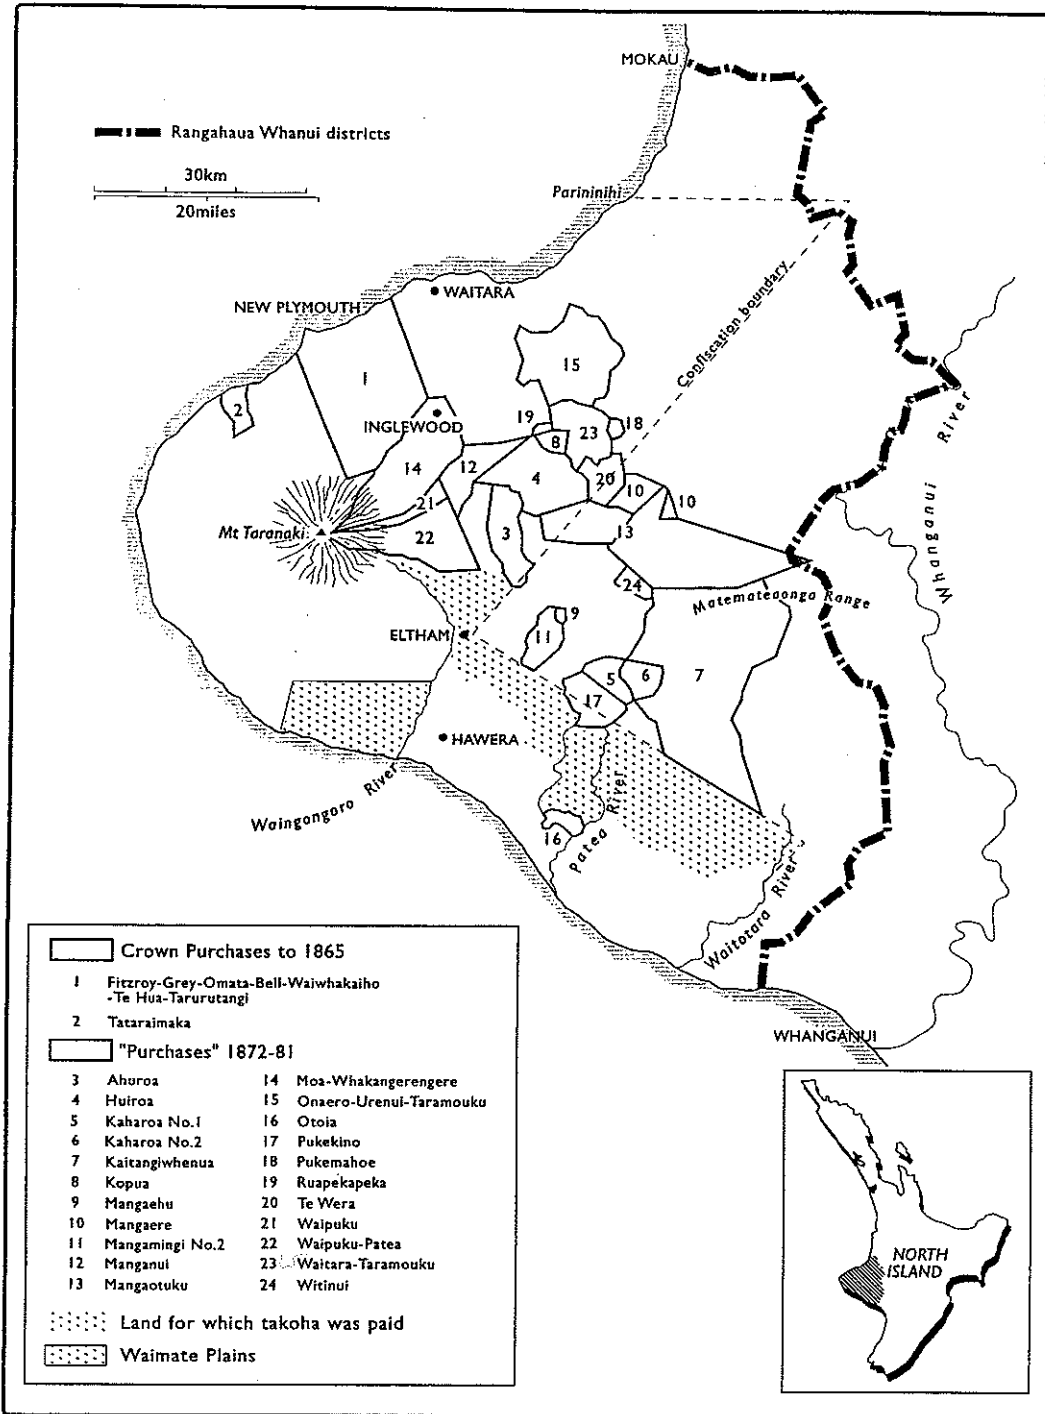 MOKAU
Rangahaua Whanui districts
30km
20miles
Parininihi
Confiscation boundary
WAITARA
NEW PLYMOUTH
1
15
2
INGLEWOOD
19
18
8
23
14
12
4
20
10
10
21
Mt Taranaki
22
3
13
24
Matemateaonga Range
Whanganui River
ELTHAM
9
11
5
6
7
17
HAWERA
Waingongoro River
Patea River
16
Waitotara River
WHANGANUI
Crown Purchases to 1865
1 Fitzroy-Grey-Omata-Bell-Waiwhakaiho
-Te Hua-Tarurutangi
2 Tataraimaka
"Purchases" 1872-81
3 Ahuroa
4 Huiroa
5 Kaharoa No.1
6 Kaharoa No.2
7 Kaitangiwhenua
8 Kopua
9 Mangaehu
10 Mangaere
11 Mangamingi No.2
12 Manganui
13 Mangaotuku
14 Moa-Whakangerengere
15 Onaero-Urenui-Taramouku
16 Otoia
17 Pukekino
18 Pukemahoe
19 Ruapekapeka
20 Te Wera
21 Waipuku
22 Waipuku-Patea
23 Waitara-Taramouku
24 Witinui
Land for which takoha was paid
Waimate Plains
NORTH
ISLAND